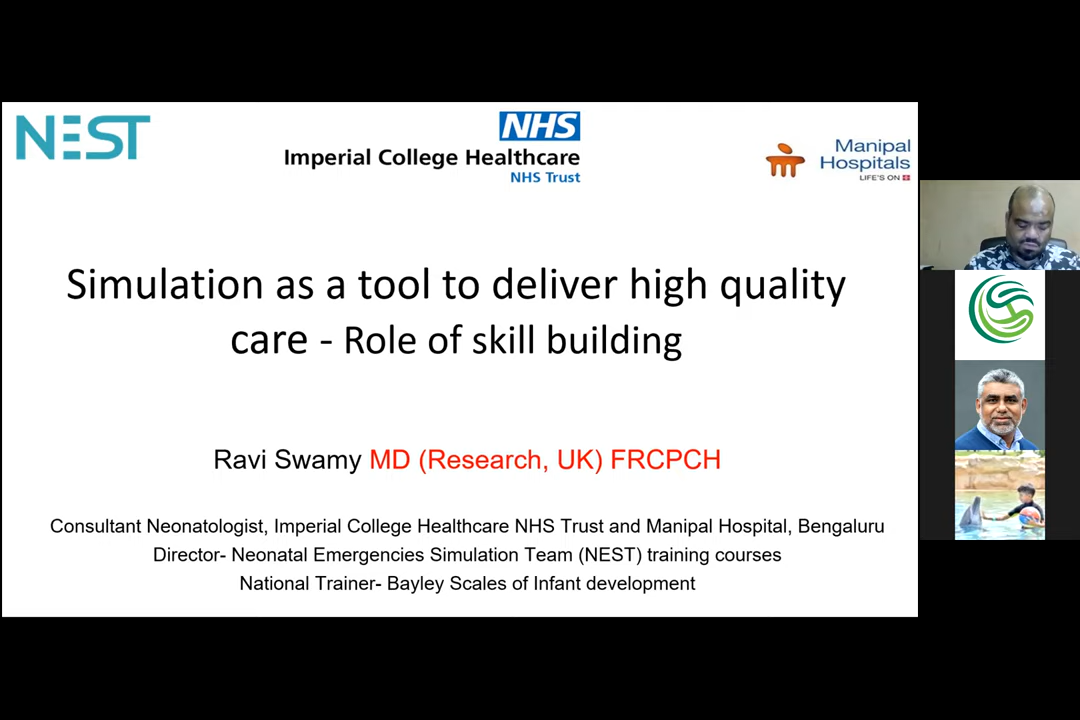 NEST
NHS
Imperial College Healthcare
NHS Trust
Manipal
Hospitals
LIFE'S ON
Simulation as a tool to deliver high quality
care - Role of skill building
Ravi Swamy MD (Research, UK) FRCPCH
Consultant Neonatologist, Imperial College Healthcare NHS Trust and Manipal Hospital, Bengaluru
Director- Neonatal Emergencies Simulation Team (NEST) training courses
National Trainer- Bayley Scales of Infant development